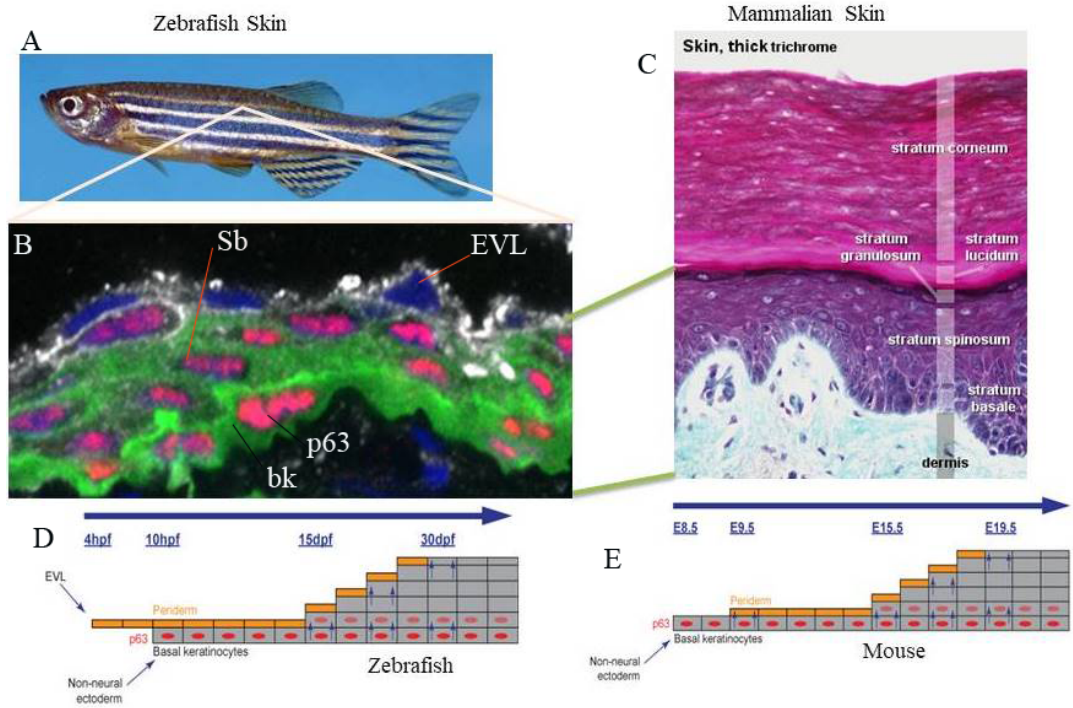 Zebrafish Skin
Mammalian Skin
A
C
Skin, thick trichrome
stratum corneum
B
Sb
EVL
stratum
granulosum
stratum
lucidum
stratum spinosum
stratum
basale
p63
bk
dermis
D
4hpf
10hpf
15dpf
30dpf
EVL
Periderm
p63
Basal keratinocytes
Zebrafish
Non-neural
ectoderm
E8.5
E9.5
E15.5
E19.5
E
Periderm
p63
Basal keratinocytes
Mouse
Non-neural
ectoderm